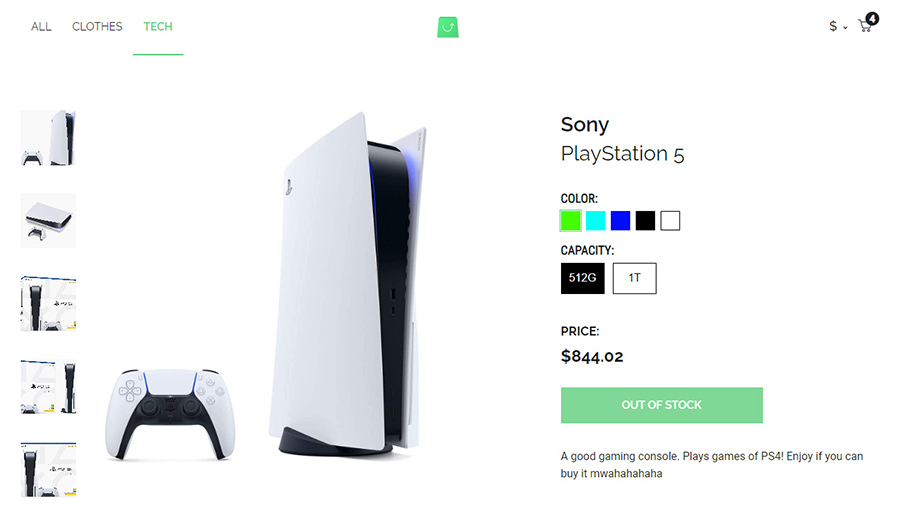 ALL CLOTHES TECH
$ 4
Sony
PlayStation 5
COLOR:
CAPACITY:
512G 1T
PRICE:
$844.02
OUT OF STOCK
A good gaming console. Plays games of PS4! Enjoy if you can
buy it mwahahahaha